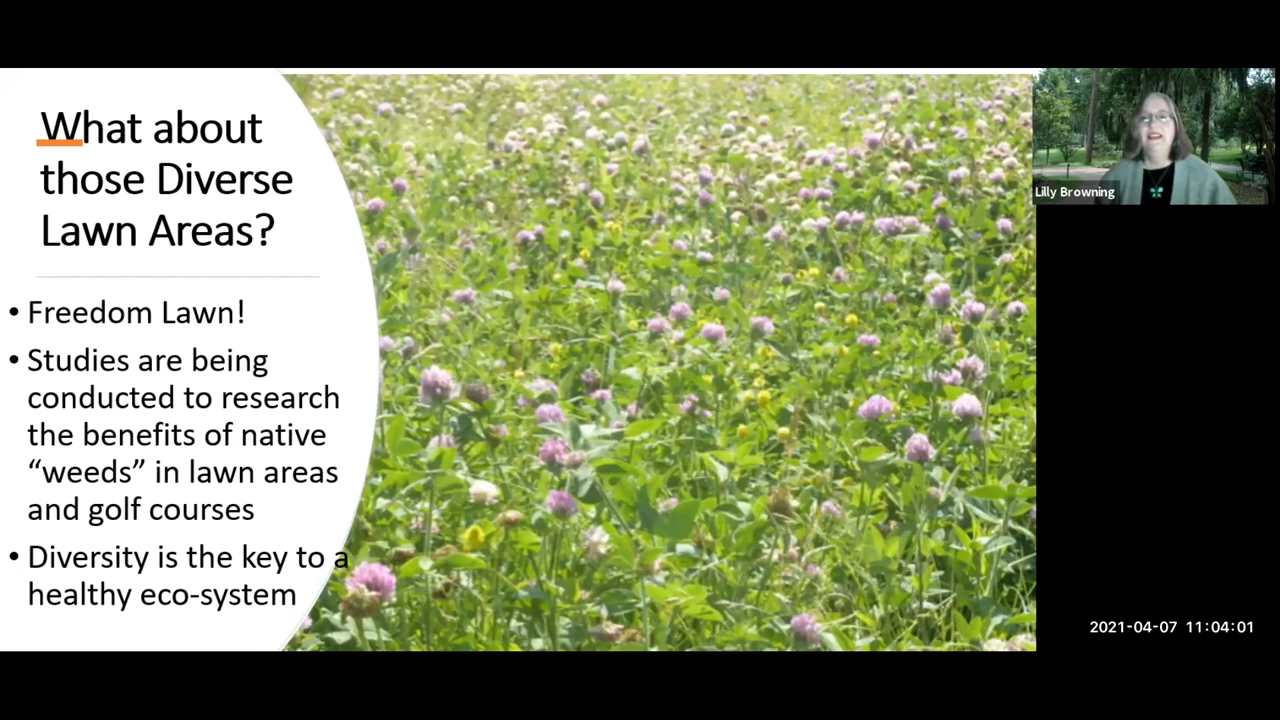 What about
those Diverse
Lawn Areas?
• Freedom Lawn!
• Studies are being
conducted to research
the benefits of native
“weeds” in lawn areas
and golf courses
• Diversity is the key to a
healthy eco-system
Lilly Browning
2021-04-07 11:04:01